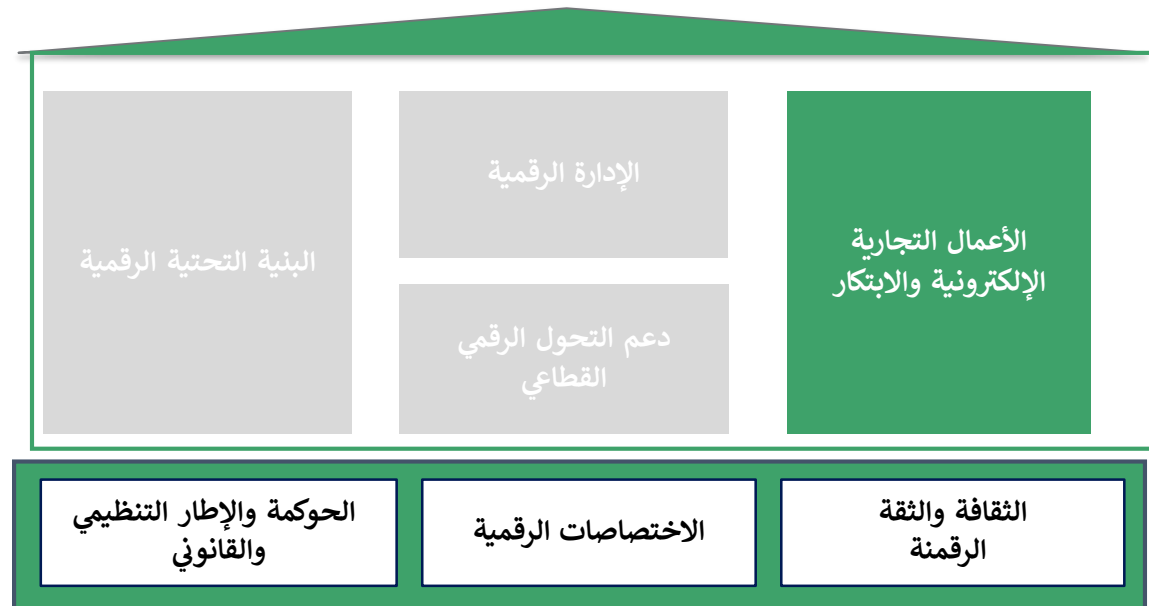 الأعمال التجارية
الإلكترونية والابتكار
الإدارة الرقمية
دعم التحول الرقمي
القطاعي
البنية التحتية الرقمية
الثقافة والثقة
الرقمنة
الاختصاصات الرقمية
الحوكمة والإطار التنظيمي
والقانوني